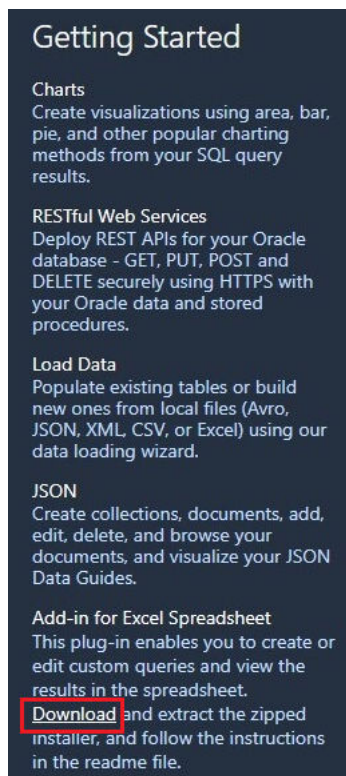 Getting Started
Charts
Create visualizations using area, bar,
pie, and other popular charting
methods from your SQL query
results.
RESTful Web Services
Deploy REST APIs for your Oracle
database - GET, PUT, POST and
DELETE securely using HTTPS with
your Oracle data and stored
procedures.
Load Data
Populate existing tables or build
new ones from local files (Avro,
JSON, XML, CSV, or Excel) using our
data loading wizard.
JSON
Create collections, documents, add,
edit, delete, and browse your
documents, and visualize your JSON
Data Guides.
Add-in for Excel Spreadsheet
This plug-in enables you to create or
edit custom queries and view the
results in the spreadsheet.
Download and extract the zipped
installer, and follow the instructions
in the readme file.